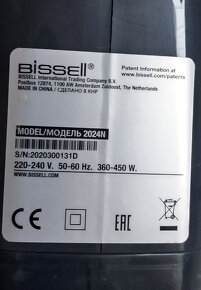 BISSELL
BISSELL International Trading Company B.V.
Postbus 12874, 1100 AW Amsterdam Zuidoost, The Netherlands
MADE IN CHINA / СДЕЛАНО В КНР
Patent Information:
www.bissell.com/patents
MODEL/МОДЕЛЬ 2024N
S/N:2020300131D
220-240 V. 50-60 Hz. 360-450 W.
WWW.BISSELL.COM
CE
EAC